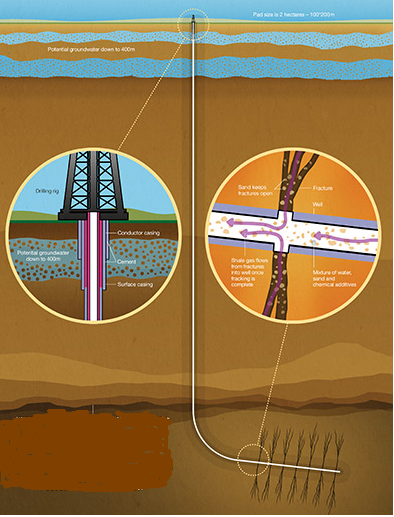 Pad size is 2 hecteres – 100*200m
Potential groundwater down to 400m
Drilling rig
Conductor casing
Potential groundwater
down to 400m
Cement
Surface casing
Sand keeps
fractures open
Fracture
Well
Shale gas flows
from fractures
into well once
fracking is
complete
Mixture of water,
sand and
chemical additives